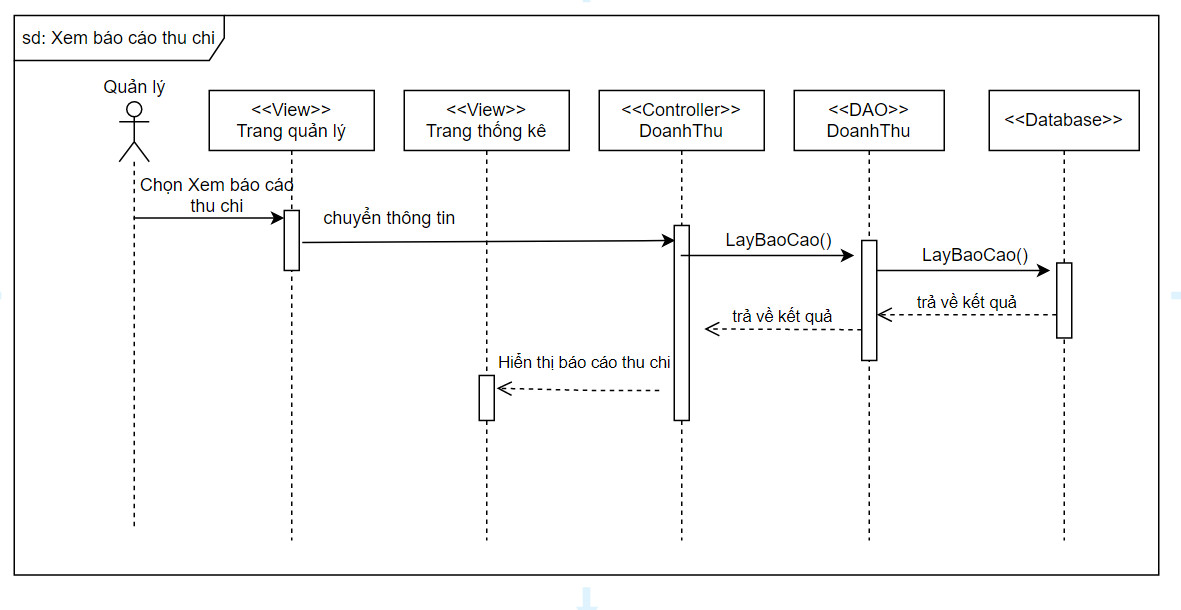 sd: Xem báo cáo thu chi
Quản lý
<<View>>
Trang quản lý
<<View>>
Trang thống kê
<<Controller>>
DoanhThu
<<DAO>>
DoanhThu
<<Database>>
Chọn Xem báo cáo
thu chi
chuyển thông tin
LayBaoCao()
LayBaoCao()
trả về kết quả
trả về kết quả
Hiển thị báo cáo thu chi